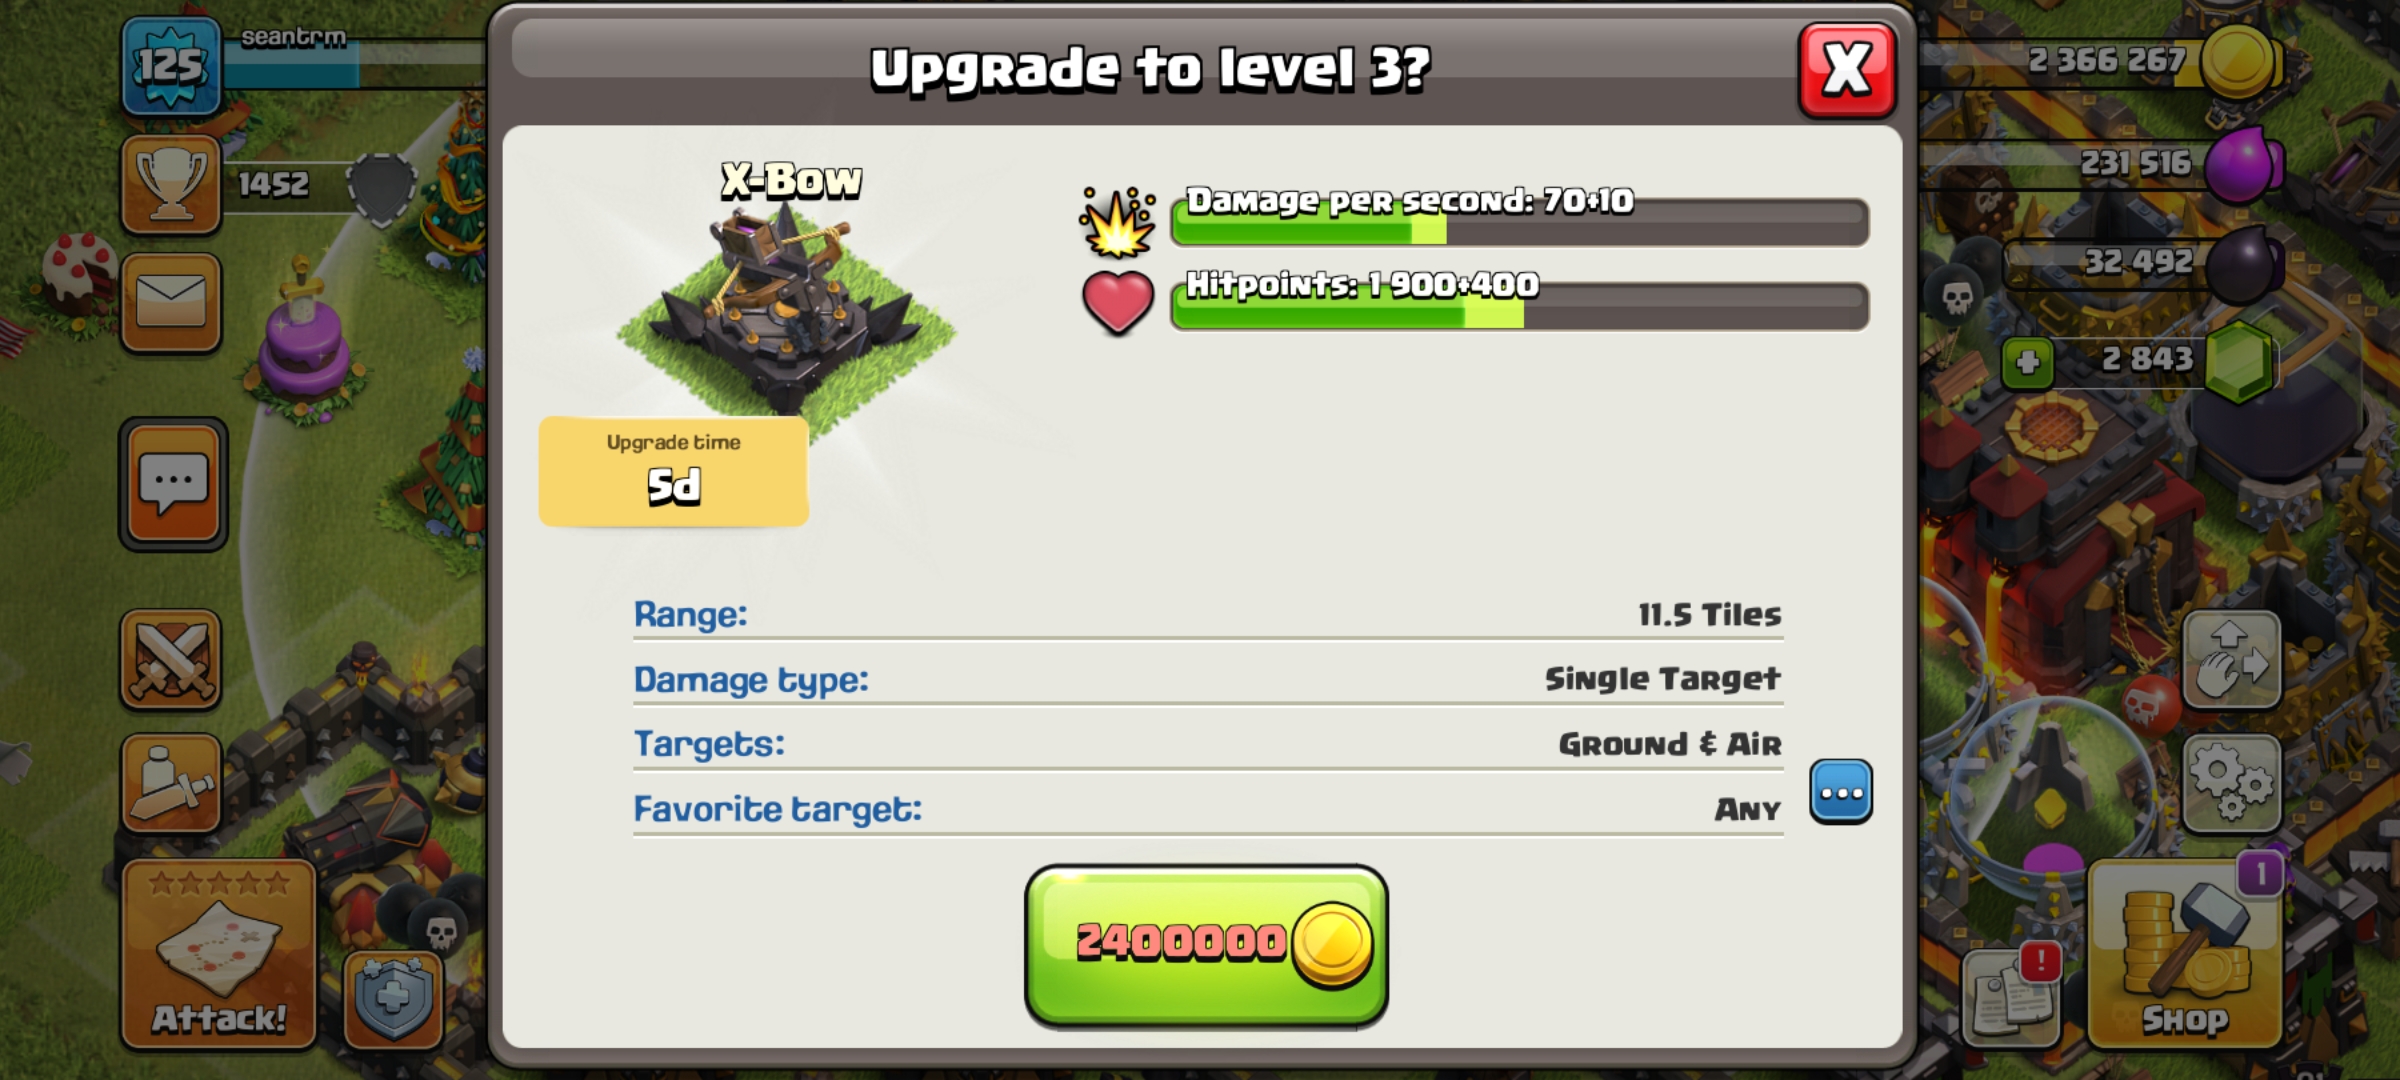 125
seantrm
1452
Attack!
Upgrade to level 3?
X
X-Bow
Damage per second: 70+10
Hitpoints: 1 900+400
Upgrade time
5d
Range: 11.5 Tiles
Damage type: Single Target
Targets: Ground & Air
Favorite target: Any
2400000
2 366 267
231 516
32 492
2 843
1
!
Shop